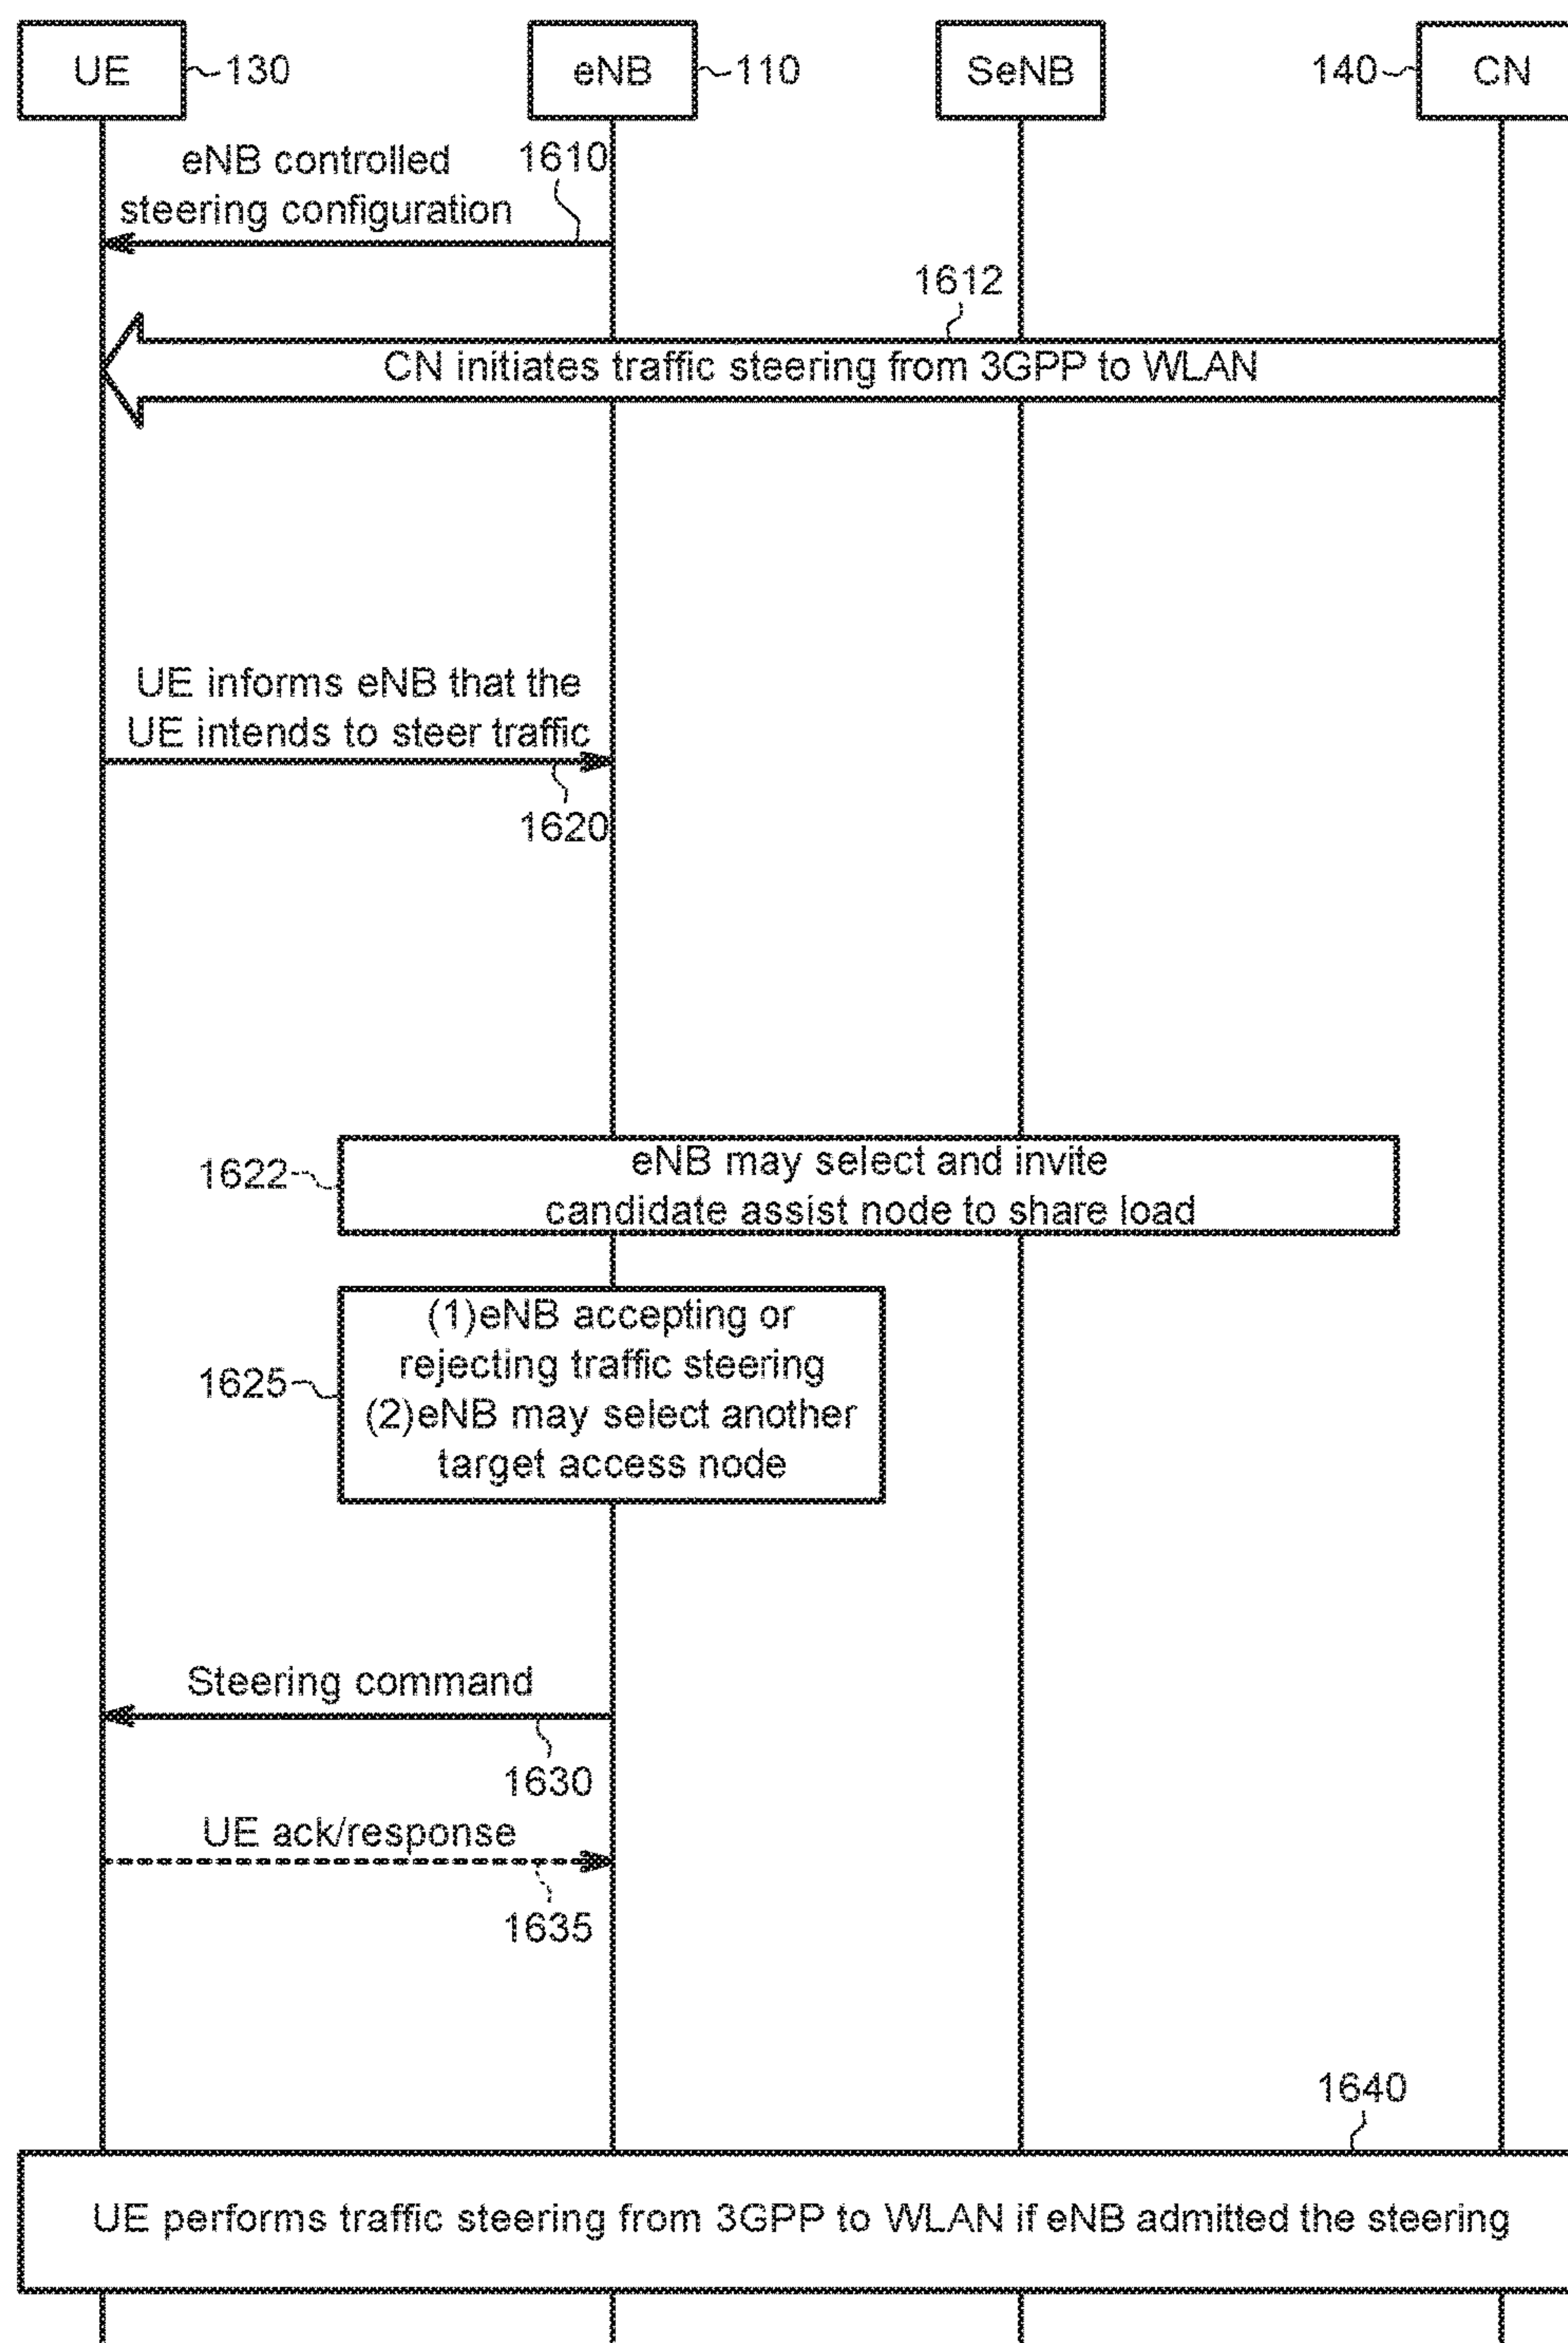 UE
130
eNB
110
SeNB
140
CN
eNB controlled
steering configuration
1610
1612
CN initiates traffic steering from 3GPP to WLAN
UE informs eNB that the
UE intends to steer traffic
1620
1622
eNB may select and invite
candidate assist node to share load
1625
(1)eNB accepting or
rejecting traffic steering
(2)eNB may select another
target access node
Steering command
1630
UE ack/response
1635
1640
UE performs traffic steering from 3GPP to WLAN if eNB admitted the steering